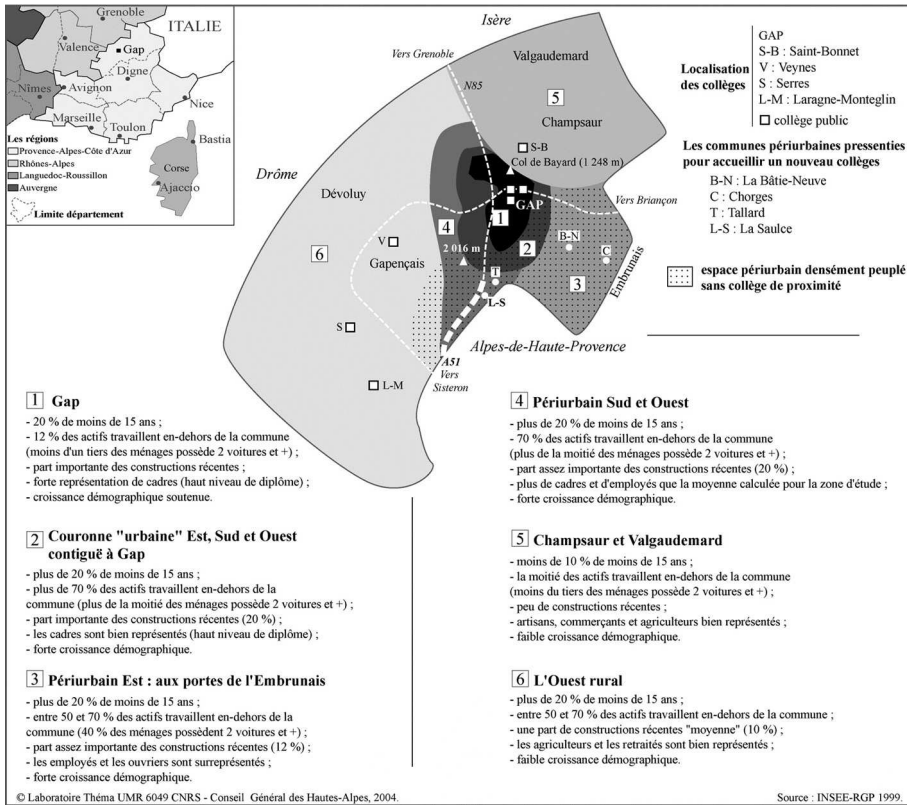 Grenoble
ITALIE
Valence
Gap
Digne
Nîmes
Avignon
Nice
Marseille
Toulon
Bastia
Les régions
Provence-Alpes-Côte d'Azur
Rhônes-Alpes
Languedoc-Roussillon
Auvergne
Limite département
Corse
Ajaccio
Isère
Vers Grenoble
Valgaudemard
N85
5
Champsaur
S-B
Col de Bayard (1 248 m)
Drôme
Dévoluy
GAP
Vers Briançon
1
4
6
V
2 016 m
2
B-N
C
Gapençais
T
3
Embrunais
L-S
S
Alpes-de-Haute-Provence
A51
Vers
Sisteron
L-M
Localisation
des collèges
GAP
S-B : Saint-Bonnet
V : Veynes
S : Serres
L-M : Laragne-Monteglin
collège public
Les communes périurbaines pressenties
pour accueillir un nouveau collèges
B-N : La Bâtie-Neuve
C : Chorges
T : Tallard
L-S : La Saulce
espace périurbain densément peuplé
sans collège de proximité
1 Gap
- 20 % de moins de 15 ans ;
- 12 % des actifs travaillent en-dehors de la commune
(moins d'un tiers des ménages possède 2 voitures et +) ;
- part importante des constructions récentes ;
- forte représentation de cadres (haut niveau de diplôme) ;
- croissance démographique soutenue.
2 Couronne "urbaine" Est, Sud et Ouest
contiguë à Gap
- plus de 20 % de moins de 15 ans ;
- plus de 70 % des actifs travaillent en-dehors de la
commune (plus de la moitié des ménages possède 2 voitures et +) ;
- part importante des constructions récentes (20 %) ;
- les cadres sont bien représentés (haut niveau de diplôme) ;
- forte croissance démographique.
3 Périurbain Est : aux portes de l'Embrunais
- plus de 20 % de moins de 15 ans ;
- entre 50 et 70 % des actifs travaillent en-dehors de la
commune (40 % des ménages possèdent 2 voitures et +) ;
- part assez importante des constructions récentes (12 %) ;
- les employés et les ouvriers sont surreprésentés ;
- forte croissance démographique.
4 Périurbain Sud et Ouest
- plus de 20 % de moins de 15 ans ;
- 70 % des actifs travaillent en-dehors de la commune
(plus de la moitié des ménages possède 2 voitures et +) ;
- part assez importante des constructions récentes (20 %) ;
- plus de cadres et d'employés que la moyenne calculée pour la zone d'étude ;
- forte croissance démographique.
5 Champsaur et Valgaudemard
- moins de 10 % de moins de 15 ans ;
- la moitié des actifs travaillent en-dehors de la commune
(moins du tiers des ménages possède 2 voitures et +) ;
- peu de constructions récentes ;
- artisans, commerçants et agriculteurs bien représentés ;
- faible croissance démographique.
6 L'Ouest rural
- plus de 20 % de moins de 15 ans ;
- entre 50 et 70 % des actifs travaillent en-dehors de la commune ;
- une part de constructions récentes "moyenne" (10 %) ;
- les agriculteurs et les retraités sont bien représentés ;
- faible croissance démographique.
© Laboratoire Théma UMR 6049 CNRS - Conseil Général des Hautes-Alpes, 2004.
Source : INSEE-RGP 1999.